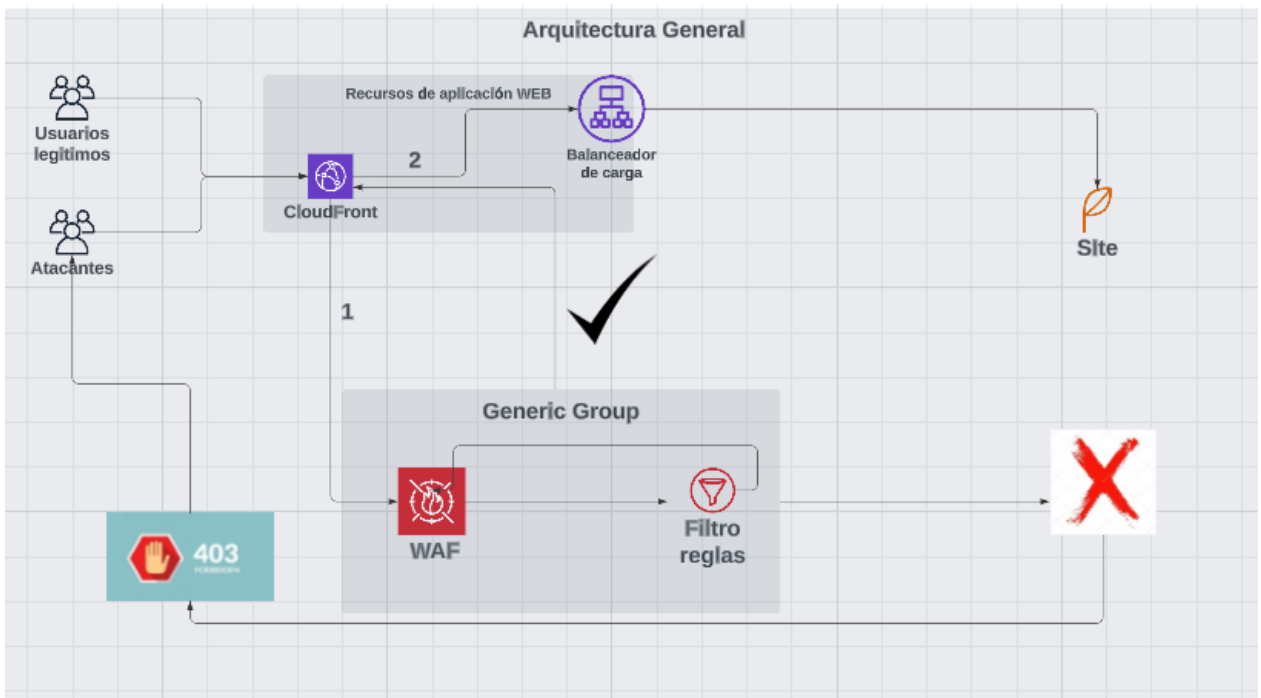 Arquitectura General
Recursos de aplicación WEB
Usuarios
legitimos
2
Balanceador
de carga
CloudFront
SIte
Atacantes
1
Generic Group
WAF
Filtro
reglas
403
FORBIDDEN